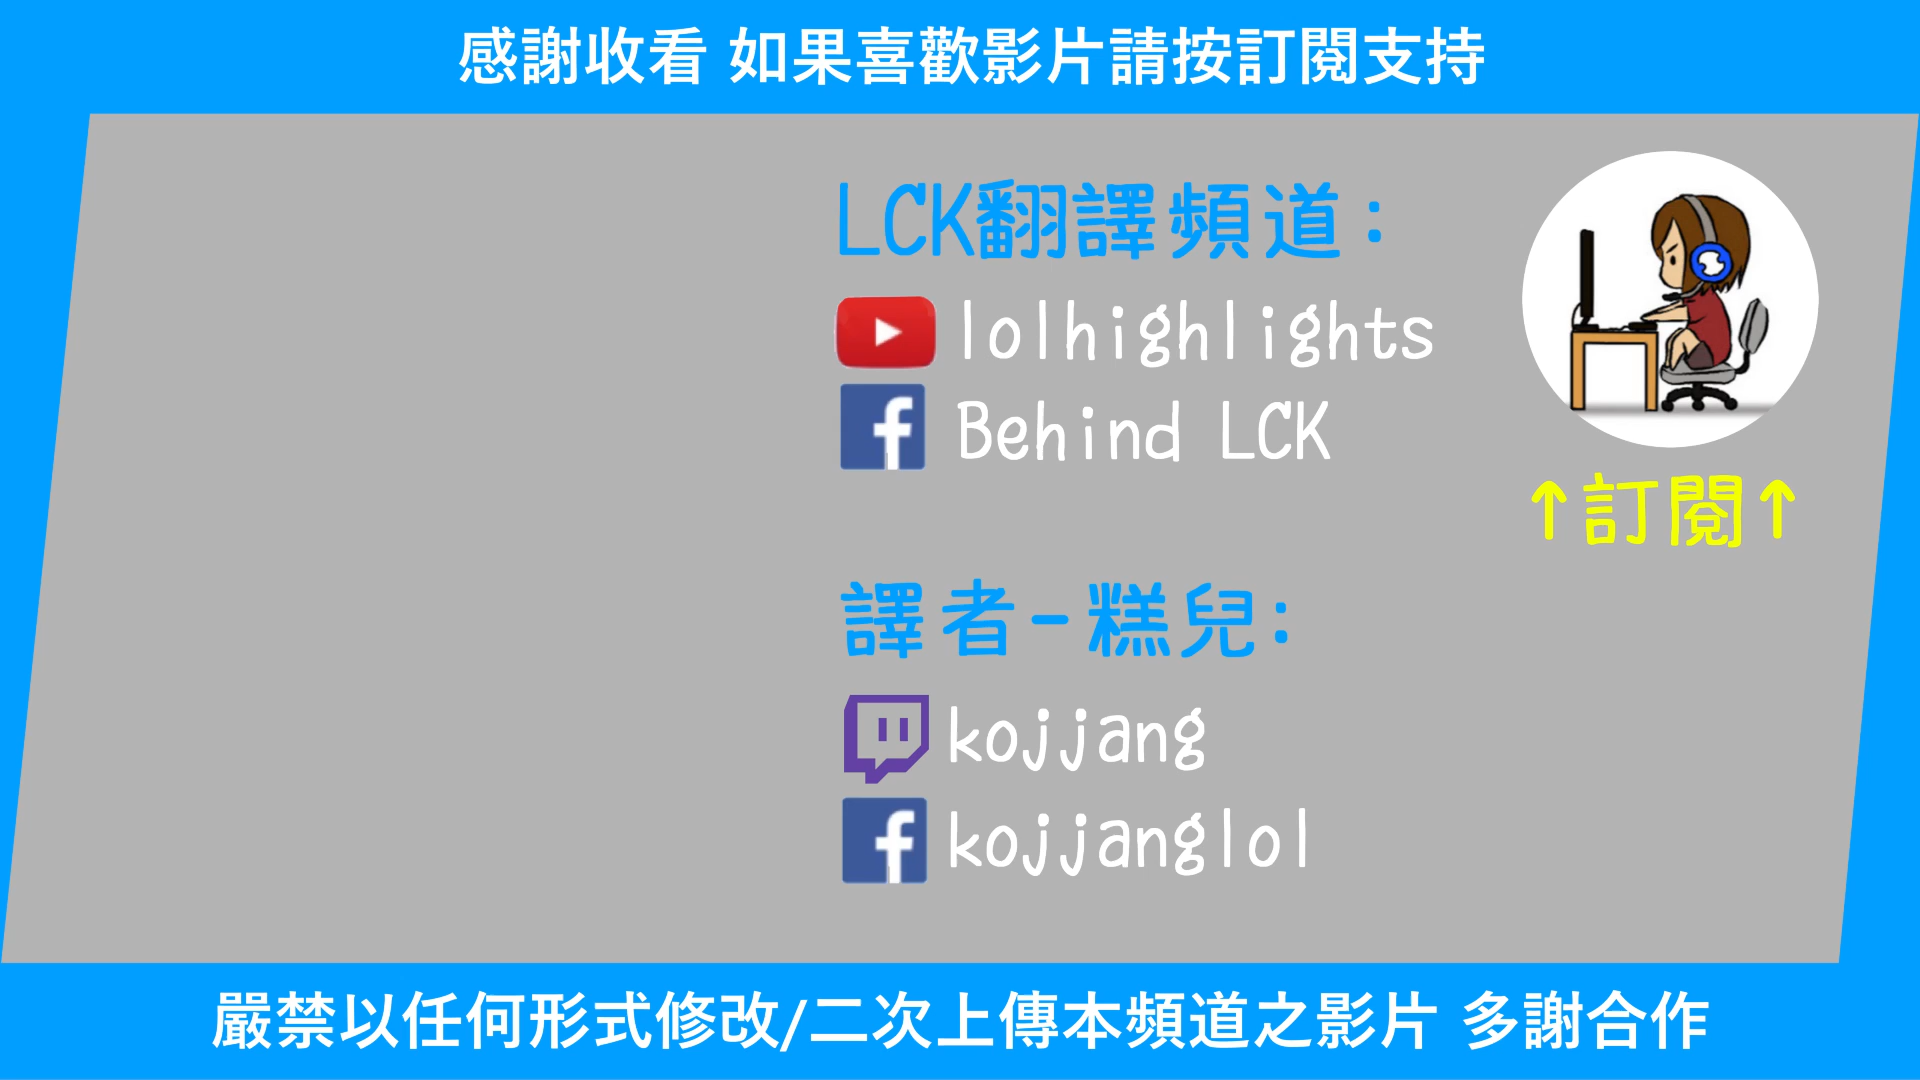 感謝收看 如果喜歡影片請按訂閱支持
LCK翻譯頻道:
lolhighlights
Behind LCK
↑訂閱↑
譯者-糕兒:
kojjang
kojjanglol
嚴禁以任何形式修改/二次上傳本頻道之影片 多謝合作